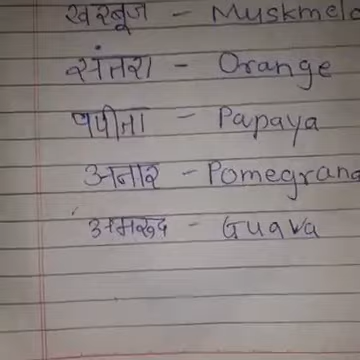 खरबूज - Muskmelo
संतरा - Orange
पपीता - Papaya
अनार - Pomegrana
अमरुद - Guava